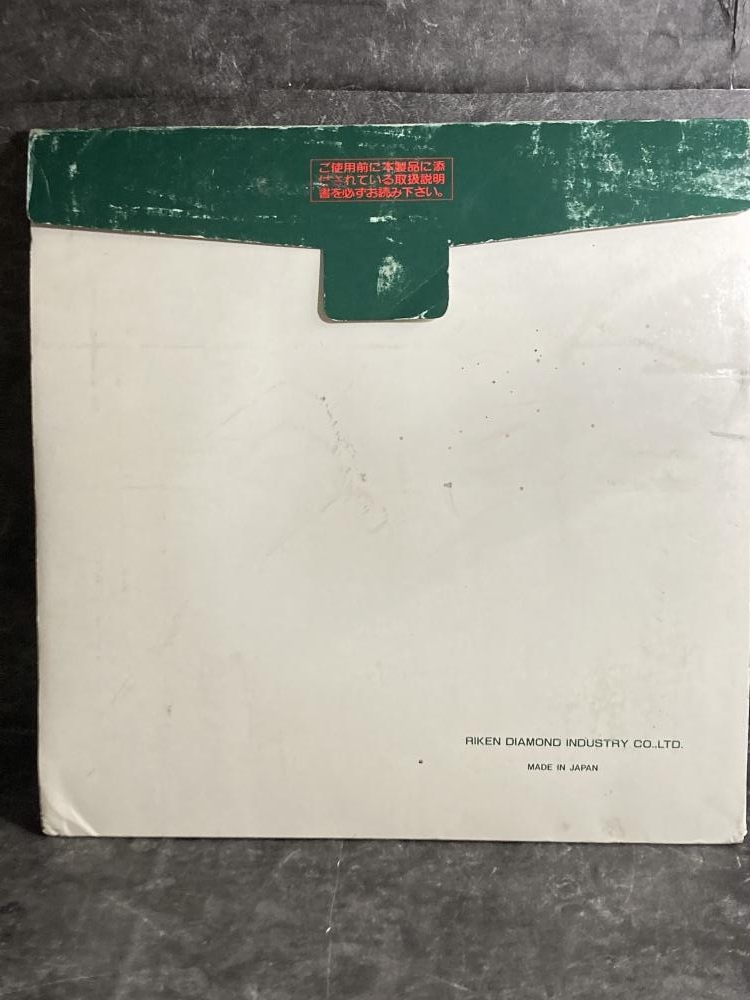 ご使用前に本製品に添
付されている取扱説明
書を必ずお読み下さい。
RIKEN DIAMOND INDUSTRY CO.,LTD.
MADE IN JAPAN